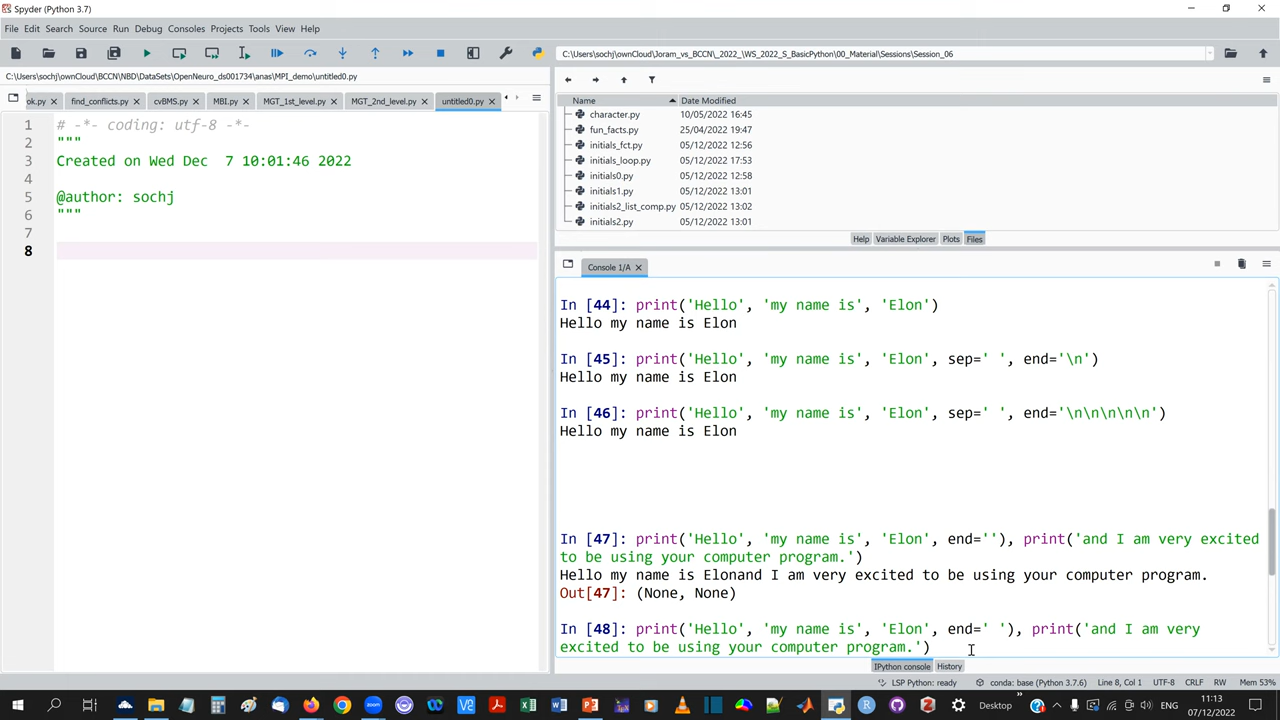 Spyder (Python 3.7)
File Edit Search Source Run Debug Consoles Projects Tools View Help
C:\Users\sochj\ownCloud\Joram_vs_BCCN\_2022_\WS_2022_S_BasicPython\00_Material\Sessions\Session_06
C:\Users\sochj\ownCloud\BCCN\NBD\DataSets\OpenNeuro_ds001734\anas\MPI_demo\untitled0.py
ok.py find_conflicts.py cvBMS.py MBI.py MGT_1st_level.py MGT_2nd_level.py untitled0.py
1 # -*- coding: utf-8 -*-
2 """
3 Created on Wed Dec  7 10:01:46 2022
4
5 @author: sochj
6 """
7
8
Name Date Modified
character.py 10/05/2022 16:45
fun_facts.py 25/04/2022 19:47
initials_fct.py 05/12/2022 12:56
initials_loop.py 05/12/2022 17:53
initials0.py 05/12/2022 12:58
initials1.py 05/12/2022 13:01
initials2_list_comp.py 05/12/2022 13:02
initials2.py 05/12/2022 13:01
Help Variable Explorer Plots Files
Console 1/A
In [44]: print('Hello', 'my name is', 'Elon')
Hello my name is Elon
In [45]: print('Hello', 'my name is', 'Elon', sep=' ', end='\n')
Hello my name is Elon
In [46]: print('Hello', 'my name is', 'Elon', sep=' ', end='\n\n\n\n\n')
Hello my name is Elon
In [47]: print('Hello', 'my name is', 'Elon', end=''), print('and I am very excited
to be using your computer program.')
Hello my name is Elonand I am very excited to be using your computer program.
Out[47]: (None, None)
In [48]: print('Hello', 'my name is', 'Elon', end=' '), print('and I am very
excited to be using your computer program.')
IPython console History
LSP Python: ready conda: base (Python 3.7.6) Line 8, Col 1 UTF-8 CRLF RW Mem 53%
Desktop ENG 11:13
07/12/2022